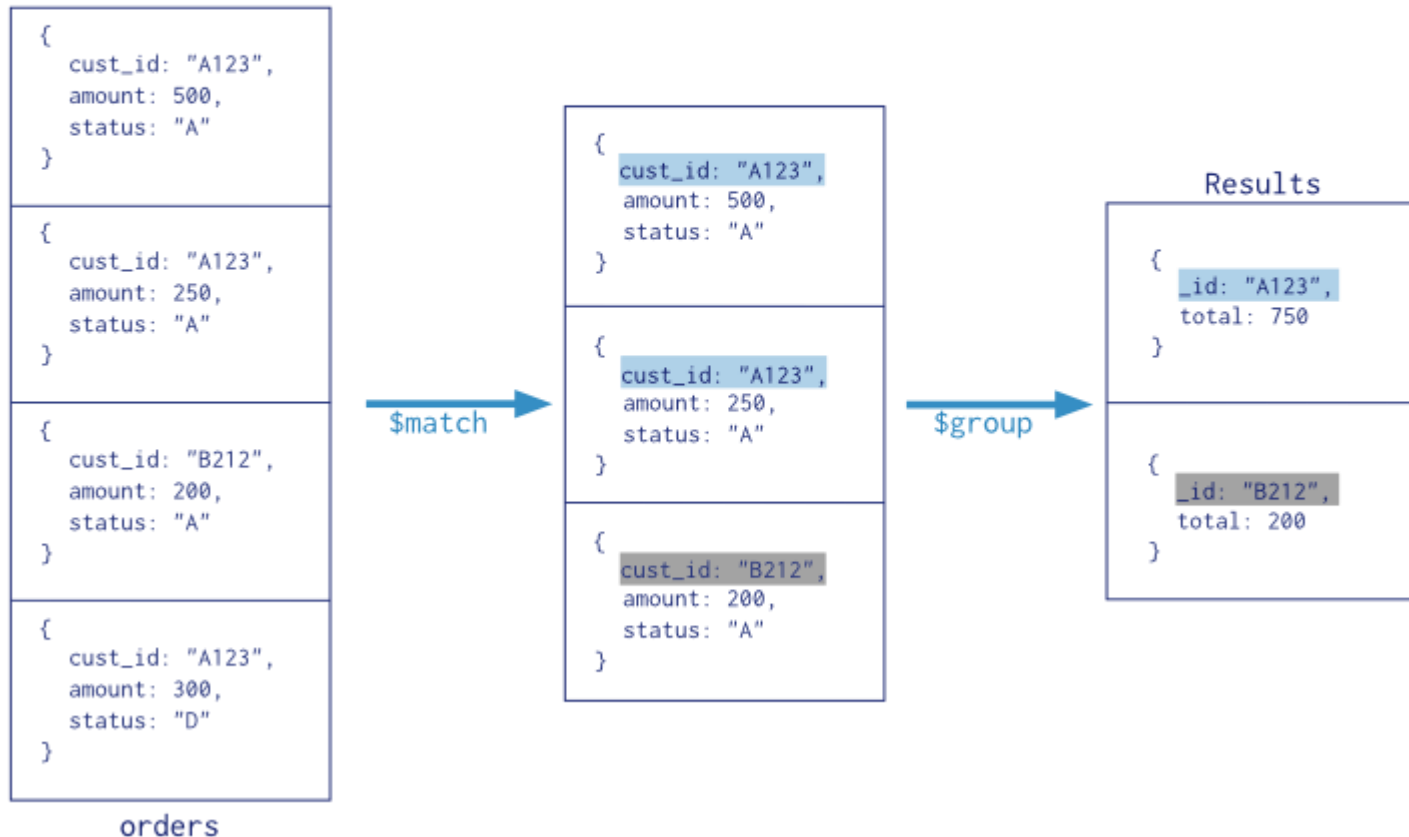 {
cust_id: "A123",
amount: 500,
status: "A"
}
{
cust_id: "A123",
amount: 250,
status: "A"
}
{
cust_id: "B212",
amount: 200,
status: "A"
}
{
cust_id: "A123",
amount: 300,
status: "D"
}
orders
$match
{
cust_id: "A123",
amount: 500,
status: "A"
}
{
cust_id: "A123",
amount: 250,
status: "A"
}
{
cust_id: "B212",
amount: 200,
status: "A"
}
$group
Results
{
_id: "A123",
total: 750
}
{
_id: "B212",
total: 200
}